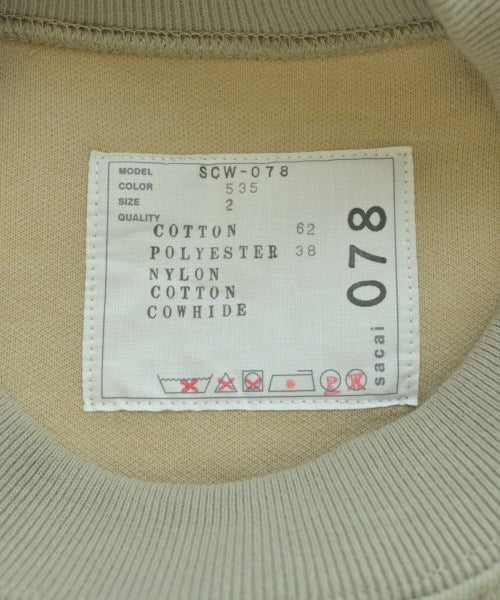 MODEL SCW-078
COLOR 535
SIZE 2
QUALITY
COTTON 62
POLYESTER 38
NYLON
COTTON
COWHIDE
P K
sacai 078